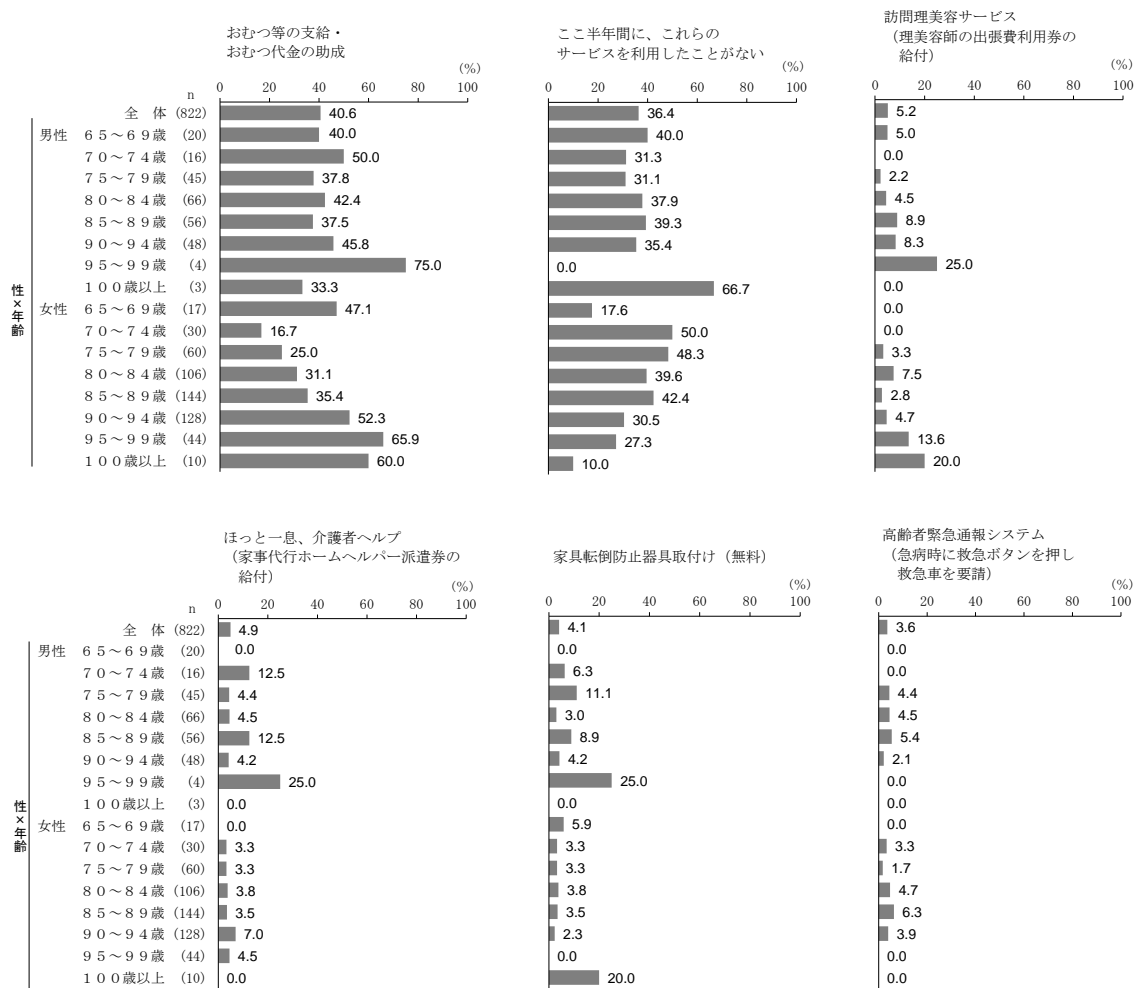 おむつ等の支給・
おむつ代金の助成
(%)
0 20 40 60 80 100
ここ半年間に、これらの
サービスを利用したことがない
(%)
0 20 40 60 80 100
訪問理美容サービス
（理美容師の出張費利用券の
給付）
(%)
0 20 40 60 80 100
n
全 体 (822) 40.6 36.4 5.2
男性 ６５～６９歳 (20) 40.0 40.0 5.0
７０～７４歳 (16) 50.0 31.3 0.0
７５～７９歳 (45) 37.8 31.1 2.2
８０～８４歳 (66) 42.4 37.9 4.5
８５～８９歳 (56) 37.5 39.3 8.9
９０～９４歳 (48) 45.8 35.4 8.3
９５～９９歳 (4) 75.0 0.0 25.0
１００歳以上 (3) 33.3 66.7 0.0
女性 ６５～６９歳 (17) 47.1 17.6 0.0
７０～７４歳 (30) 16.7 50.0 0.0
７５～７９歳 (60) 25.0 48.3 3.3
８０～８４歳 (106) 31.1 39.6 7.5
８５～８９歳 (144) 35.4 42.4 2.8
９０～９４歳 (128) 52.3 30.5 4.7
９５～９９歳 (44) 65.9 27.3 13.6
１００歳以上 (10) 60.0 10.0 20.0
性×年齢
ほっと一息、介護者ヘルプ
（家事代行ホームヘルパー派遣券の
給付）
(%)
0 20 40 60 80 100
家具転倒防止器具取付け（無料）
(%)
0 20 40 60 80 100
高齢者緊急通報システム
（急病時に救急ボタンを押し
救急車を要請）
(%)
0 20 40 60 80 100
n
全 体 (822) 4.9 4.1 3.6
男性 ６５～６９歳 (20) 0.0 0.0 0.0
７０～７４歳 (16) 12.5 6.3 0.0
７５～７９歳 (45) 4.4 11.1 4.4
８０～８４歳 (66) 4.5 3.0 4.5
８５～８９歳 (56) 12.5 8.9 5.4
９０～９４歳 (48) 4.2 4.2 2.1
９５～９９歳 (4) 25.0 25.0 0.0
１００歳以上 (3) 0.0 0.0 0.0
女性 ６５～６９歳 (17) 0.0 5.9 0.0
７０～７４歳 (30) 3.3 3.3 3.3
７５～７９歳 (60) 3.3 3.3 1.7
８０～８４歳 (106) 3.8 3.8 4.7
８５～８９歳 (144) 3.5 3.5 6.3
９０～９４歳 (128) 7.0 2.3 3.9
９５～９９歳 (44) 4.5 0.0 0.0
１００歳以上 (10) 0.0 20.0 0.0
性×年齢